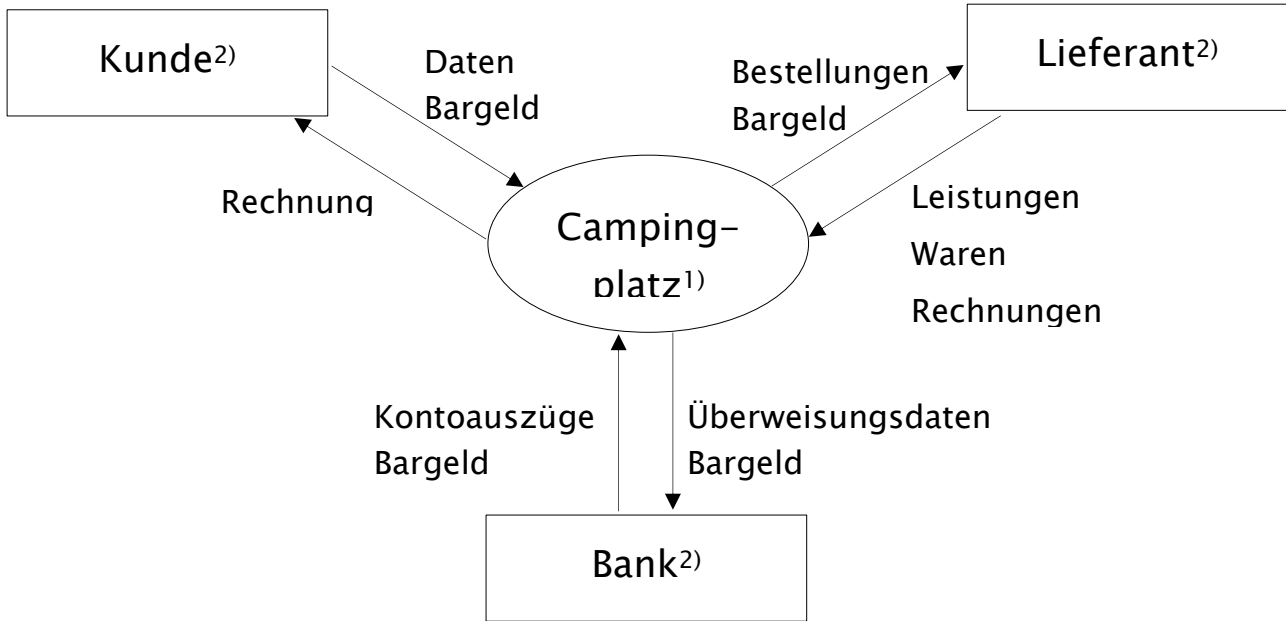 Kunde2)
Daten
Bargeld
Bestellungen
Bargeld
Lieferant2)
Rechnung
Camping-
platz1)
Leistungen
Waren
Rechnungen
Kontoauszüge
Bargeld
Überweisungsdaten
Bargeld
Bank2)